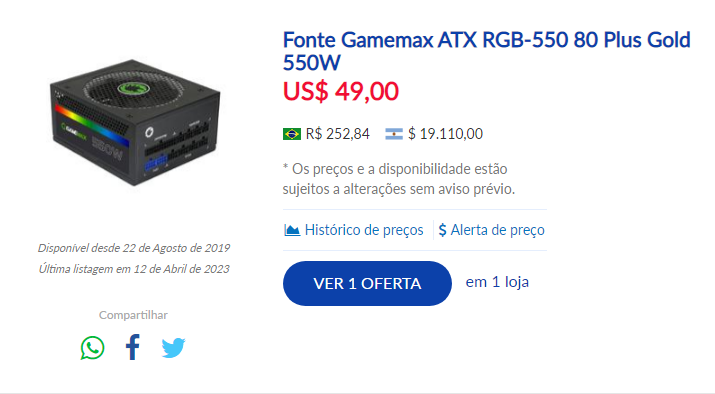 Fonte Gamemax ATX RGB-550 80 Plus Gold
550W
US$ 49,00
R$ 252,84 $ 19.110,00
* Os preços e a disponibilidade estão
sujeitos a alterações sem aviso prévio.
Histórico de preços $ Alerta de preço
VER 1 OFERTA em 1 loja
GAMEMAX
550W
Disponível desde 22 de Agosto de 2019
Última listagem em 12 de Abril de 2023
Compartilhar